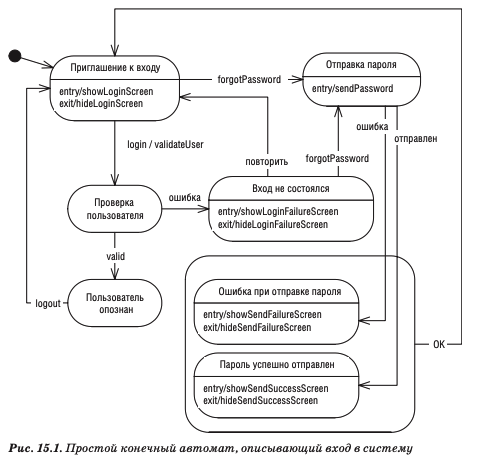 Приглашение к входу
entry/showLoginScreen
exit/hideLoginScreen
forgotPassword
Отправка пароля
entry/sendPassword
login / validateUser
повторить
forgotPassword
ошибка
отправлен
Проверка
пользователя
ошибка
Вход не состоялся
entry/showLoginFailureScreen
exit/hideLoginFailureScreen
valid
Пользователь
опознан
logout
Ошибка при отправке пароля
entry/showSendFailureScreen
exit/hideSendFailureScreen
OK
Пароль успешно отправлен
entry/showSendSuccessScreen
exit/hideSendSuccessScreen
Рис. 15.1. Простой конечный автомат, описывающий вход в систему